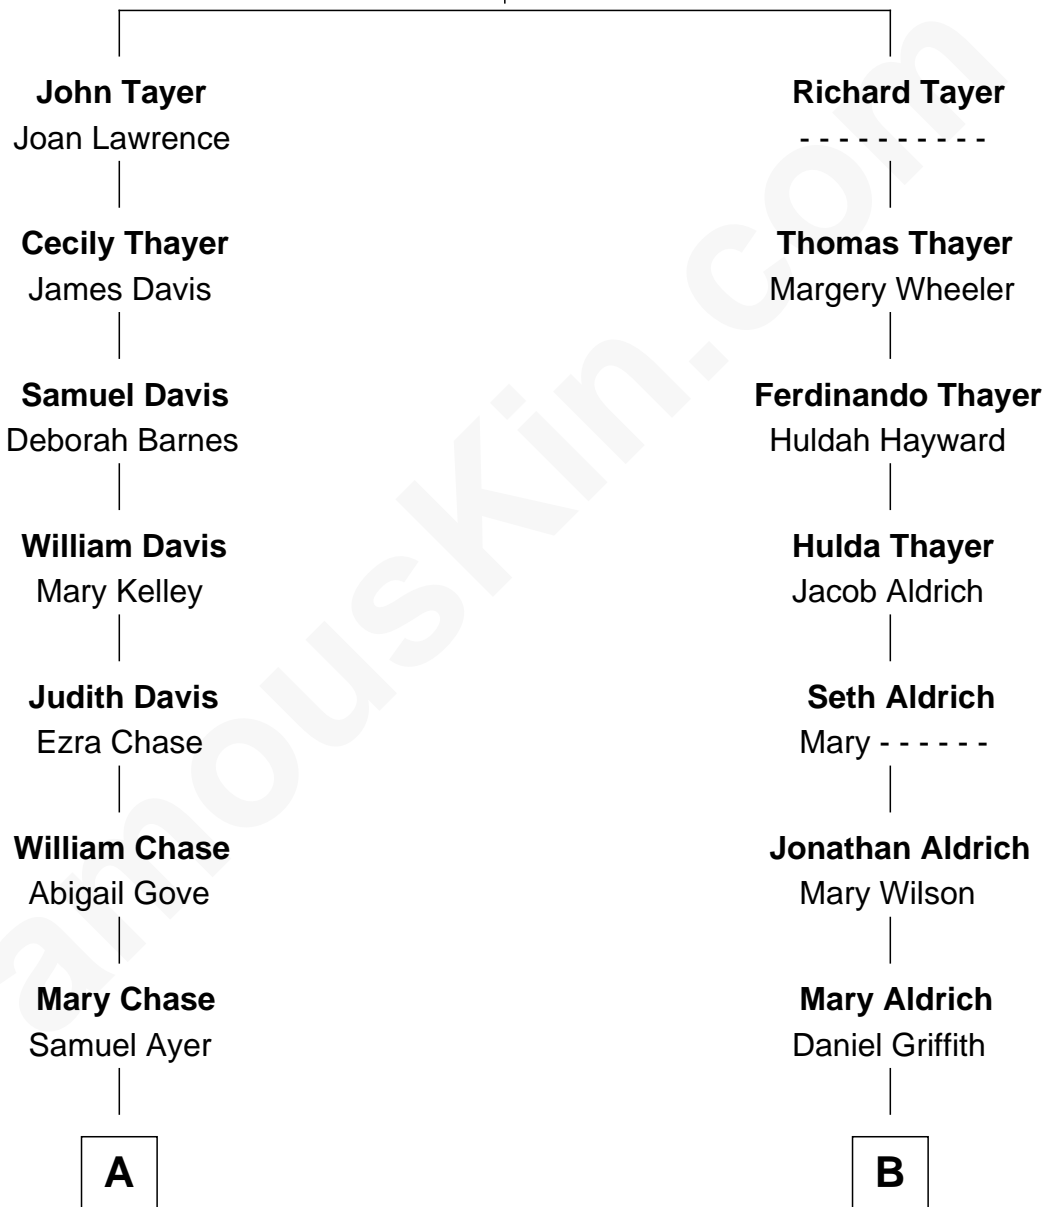 John Tayer
Joan Lawrence
Cecily Thayer
James Davis
Samuel Davis
Deborah Barnes
William Davis
Mary Kelley
Judith Davis
Ezra Chase
William Chase
Abigail Gove
Mary Chase
Samuel Ayer
A
Richard Tayer
- - - - - - - - - -
Thomas Thayer
Margery Wheeler
Ferdinando Thayer
Huldah Hayward
Hulda Thayer
Jacob Aldrich
Seth Aldrich
Mary - - - - - -
Jonathan Aldrich
Mary Wilson
Mary Aldrich
Daniel Griffith
B
amouskin.com